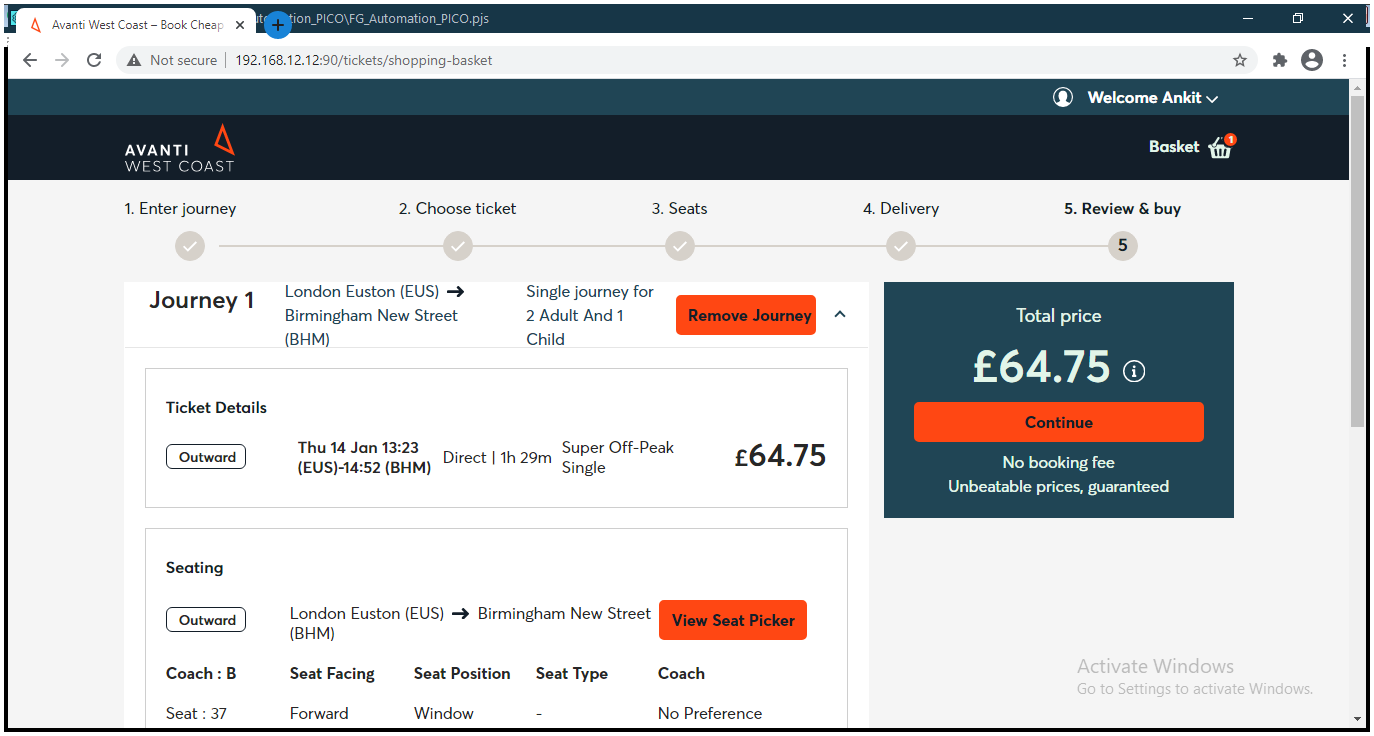 utomation_PICO\FG_Automation_PICO.pjs
Avanti West Coast – Book Cheap
Not secure | 192.168.12.12:90/tickets/shopping-basket
Welcome Ankit
AVANTI
WEST COAST
Basket 1
1. Enter journey 2. Choose ticket 3. Seats 4. Delivery 5. Review & buy
5
Journey 1
London Euston (EUS) →
Birmingham New Street
(BHM)
Single journey for
2 Adult And 1
Child
Remove Journey
Ticket Details
Outward
Thu 14 Jan 13:23
(EUS)-14:52 (BHM)
Direct | 1h 29m
Super Off-Peak
Single
£64.75
Seating
Outward
London Euston (EUS) → Birmingham New Street
(BHM)
View Seat Picker
Coach : B Seat Facing Seat Position Seat Type Coach
Seat : 37 Forward Window - No Preference
Total price
£64.75
Continue
No booking fee
Unbeatable prices, guaranteed
Activate Windows
Go to Settings to activate Windows.